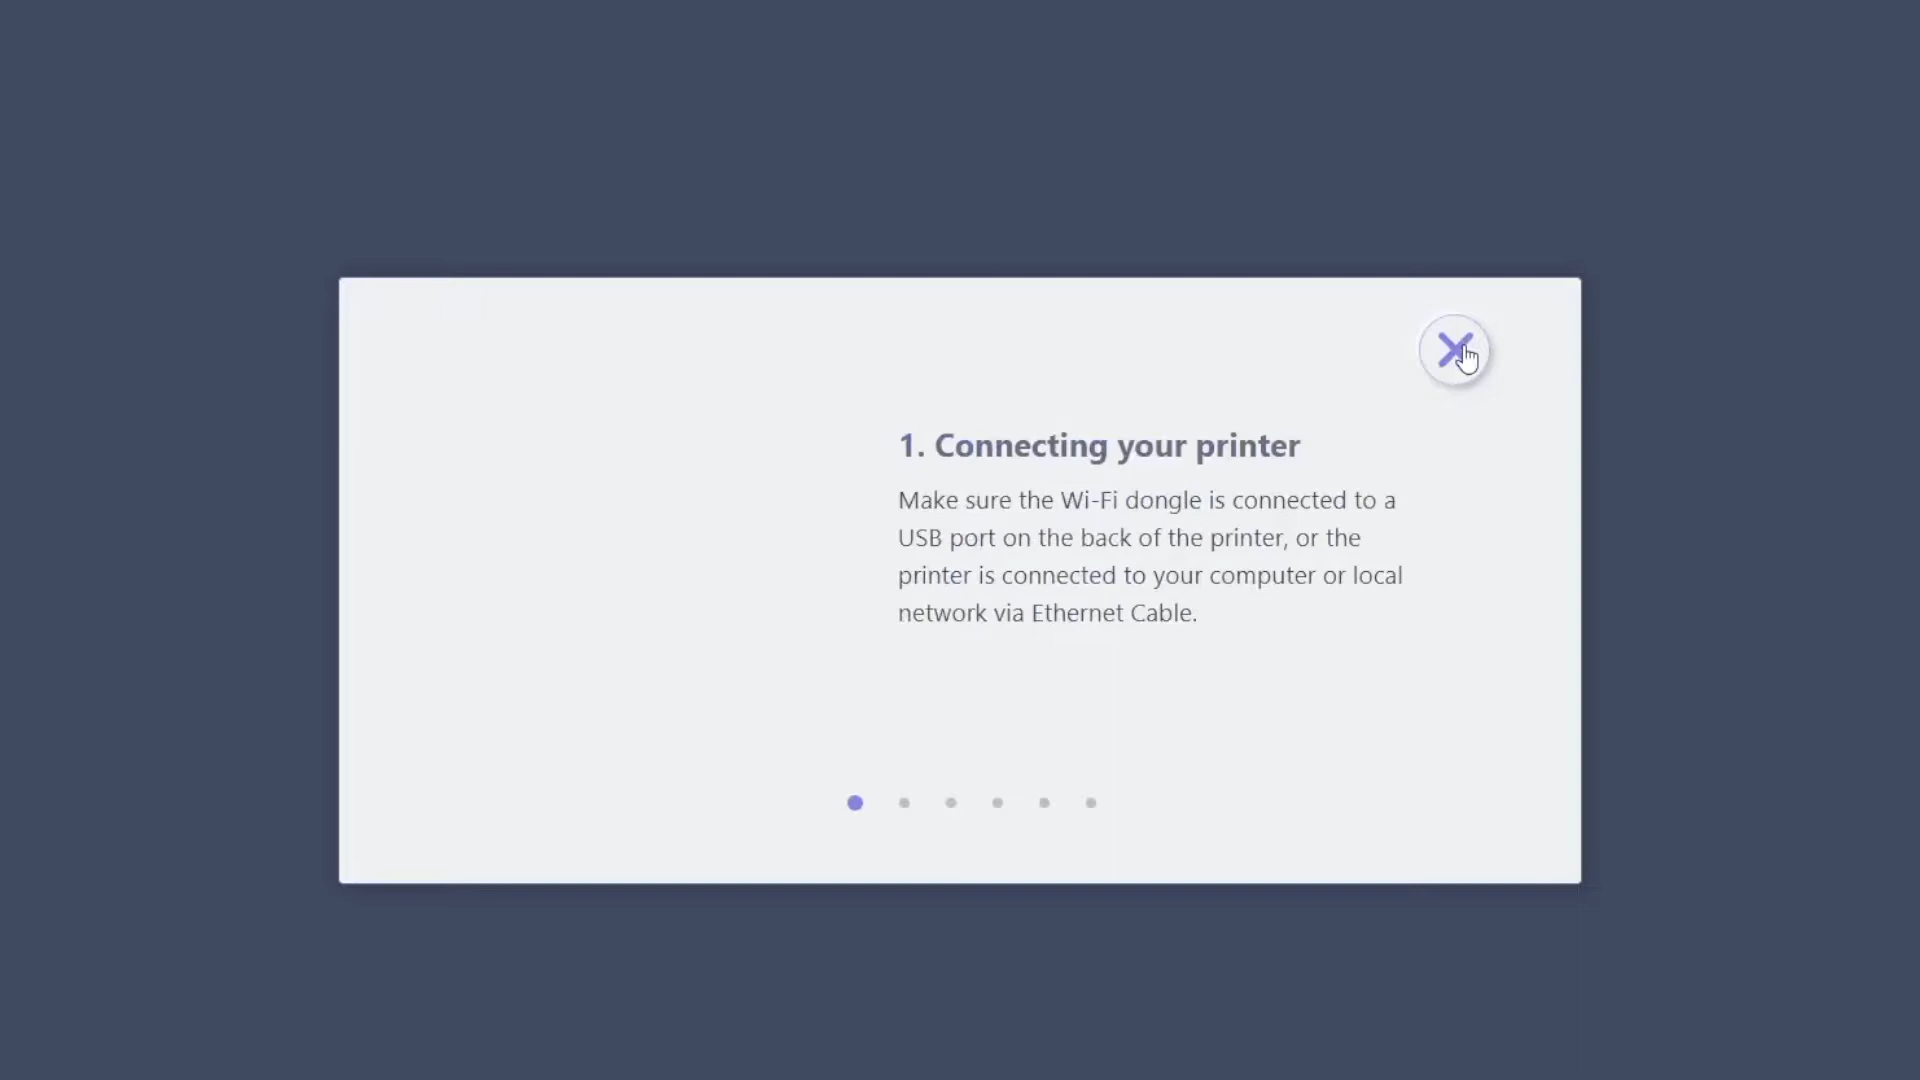 1. Connecting your printer
Make sure the Wi-Fi dongle is connected to a
USB port on the back of the printer, or the
printer is connected to your computer or local
network via Ethernet Cable.